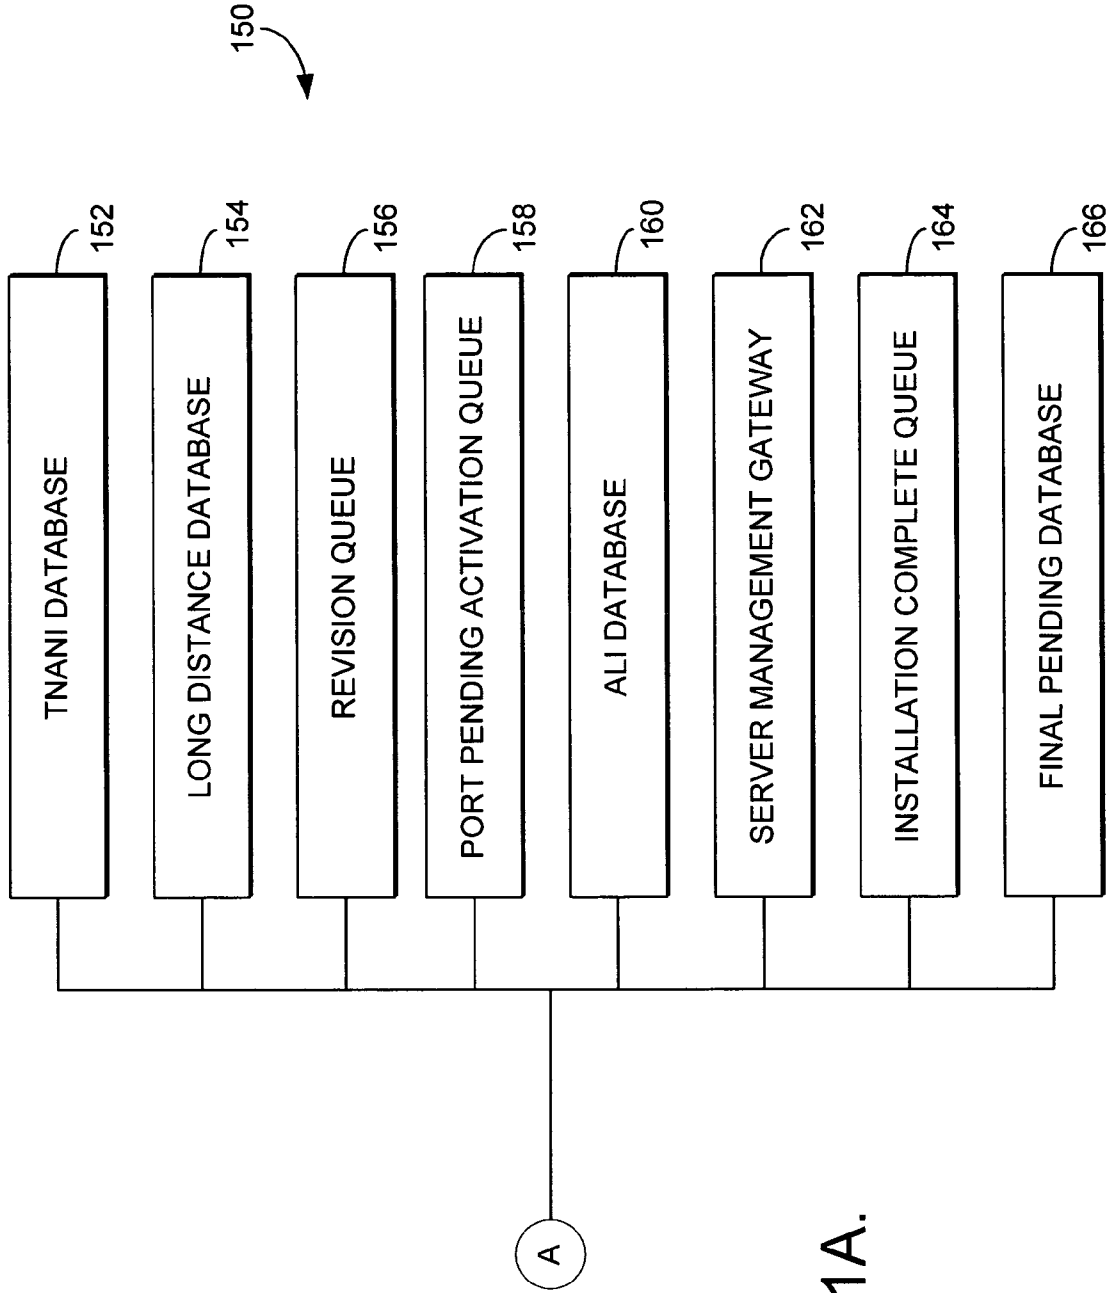 150
TNANI DATABASE
152
LONG DISTANCE DATABASE
154
REVISION QUEUE
156
PORT PENDING ACTIVATION QUEUE
158
ALI DATABASE
160
SERVER MANAGEMENT GATEWAY
162
INSTALLATION COMPLETE QUEUE
164
FINAL PENDING DATABASE
166
A
1A.